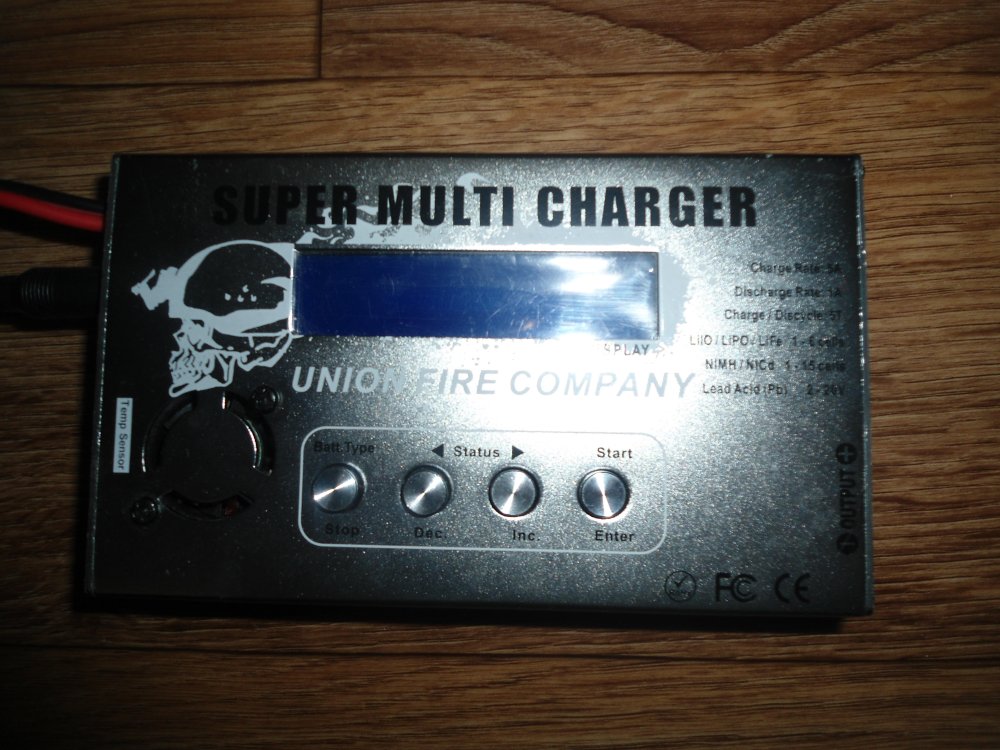 SUPER MULTI CHARGER
Charge Rate: 5A
Discharge Rate: 1A
Charge / Discycle: 5T
LiIO / LiPO / LiFe 1 - 6 cells
NiMH / NiCd 1 - 15 cells
Lead Acid (Pb) 2 - 20V
SPLAY
UNION FIRE COMPANY
Temp Sensor
Batt.Type
◀ Status ▶
Start
Stop
Dec.
Inc.
Enter
OUTPUT
FC CE